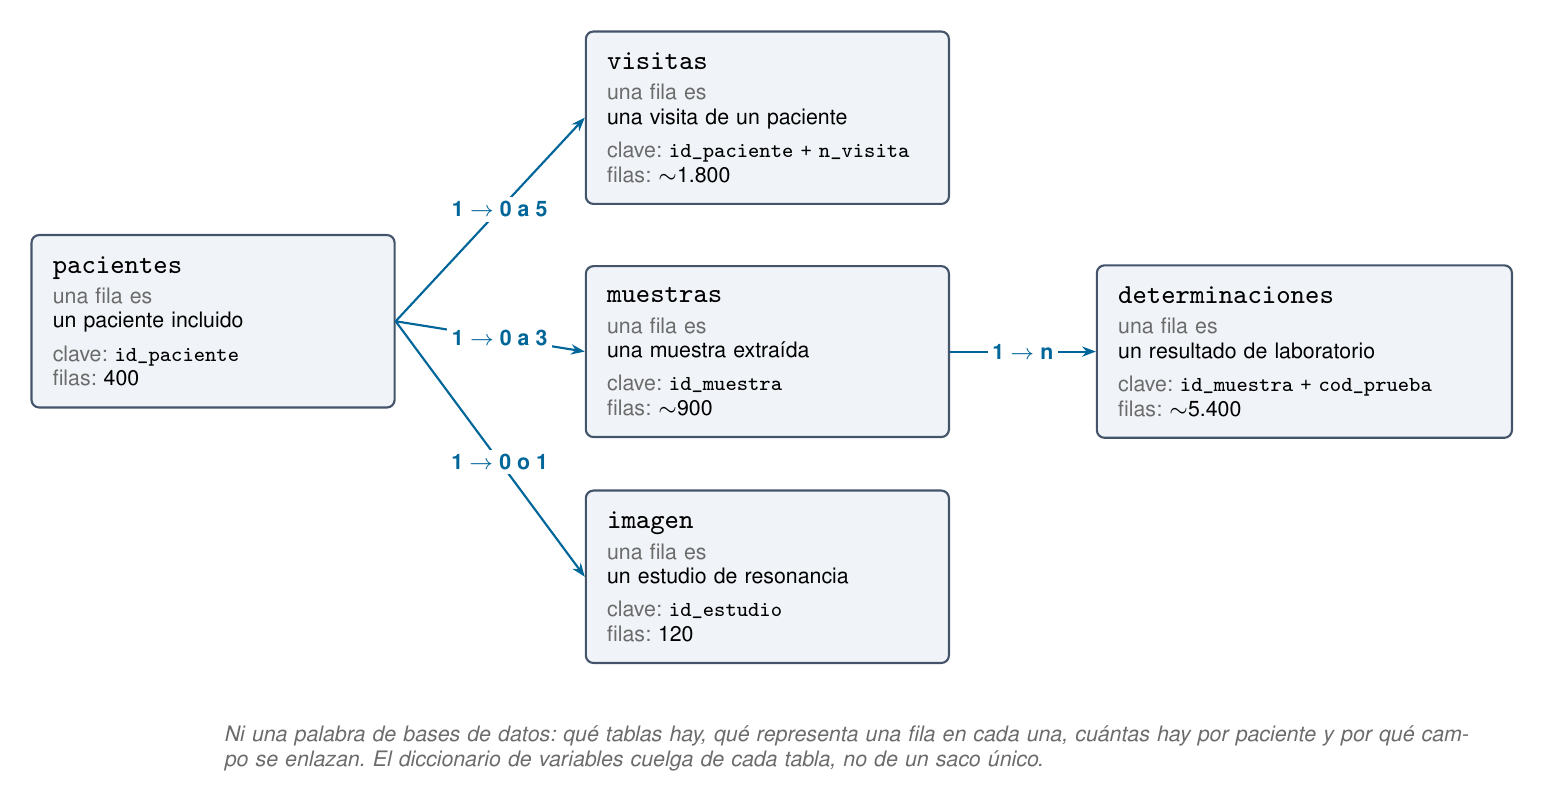 visitas
una fila es
una visita de un paciente
clave: id_paciente + n_visita
filas: ~1.800
1 → 0 a 5
pacientes
una fila es
un paciente incluido
clave: id_paciente
filas: 400
1 → 0 a 3
muestras
una fila es
una muestra extraída
clave: id_muestra
filas: ~900
1 → n
determinaciones
una fila es
un resultado de laboratorio
clave: id_muestra + cod_prueba
filas: ~5.400
1 → 0 o 1
imagen
una fila es
un estudio de resonancia
clave: id_estudio
filas: 120
Ni una palabra de bases de datos: qué tablas hay, qué representa una fila en cada una, cuántas hay por paciente y por qué cam-
po se enlazan. El diccionario de variables cuelga de cada tabla, no de un saco único.